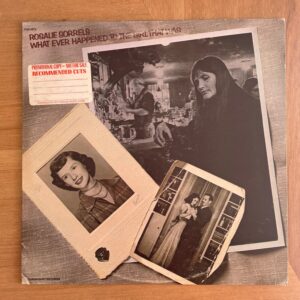 ROSALIE SORRELS
WHAT EVER HAPPENED TO THE GIRL THAT WAS
PROMOTIONAL COPY - NOT FOR SALE
RECOMMENDED CUTS